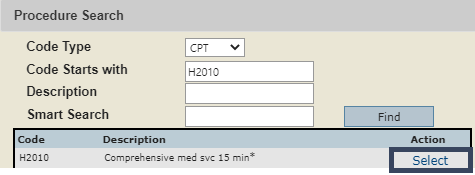 Procedure Search
Code Type CPT
Code Starts with H2010
Description
Smart Search Find
Code Description Action
H2010 Comprehensive med svc 15 min* Select